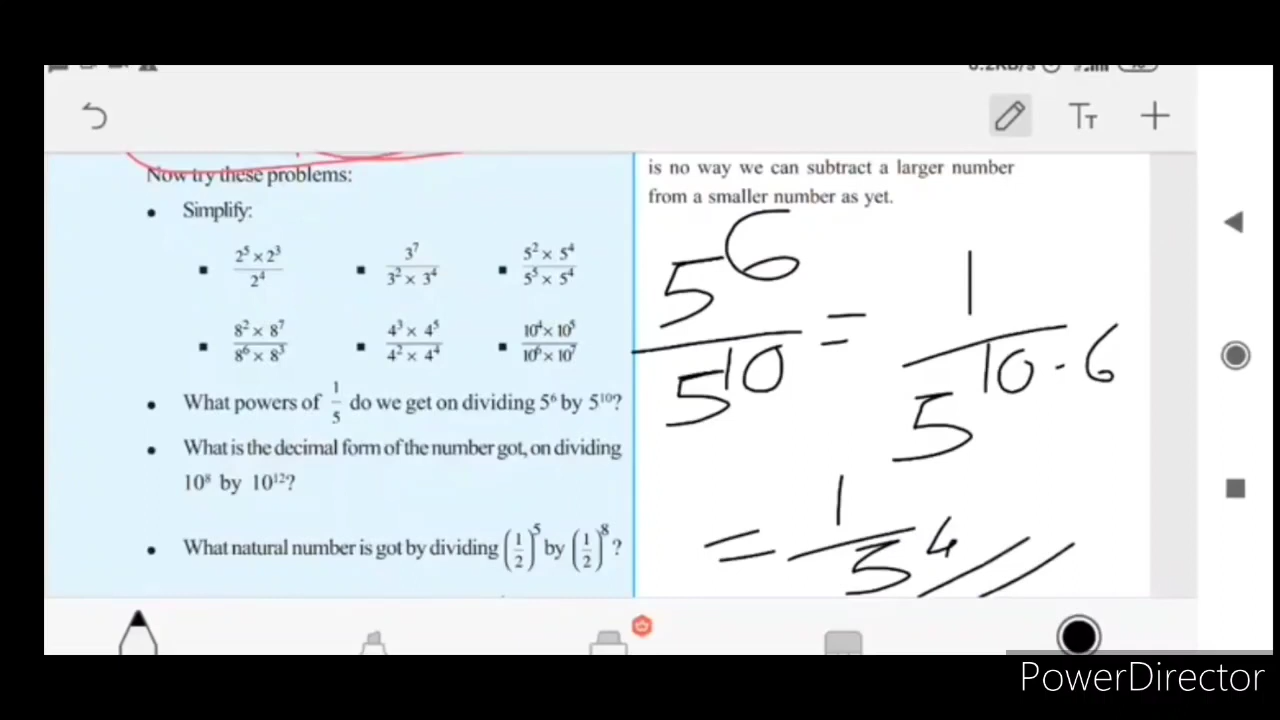 Now try these problems:
• Simplify:
▪ 2⁵ × 2³ / 2⁴ ▪ 3⁷ / 3² × 3⁴ ▪ 5² × 5⁴ / 5⁵ × 5⁴
▪ 8² × 8⁷ / 8⁶ × 8³ ▪ 4³ × 4⁵ / 4² × 4⁴ ▪ 10⁴ × 10⁵ / 10⁶ × 10⁷
• What powers of 1/5 do we get on dividing 5⁶ by 5¹⁰?
• What is the decimal form of the number got, on dividing
10⁸ by 10¹²?
• What natural number is got by dividing (1/2)⁵ by (1/2)⁸ ?
is no way we can subtract a larger number
from a smaller number as yet.
5⁶ / 5¹⁰ = 1 / 5¹⁰⁻⁶
= 1 / 5⁴
Tт
PowerDirector